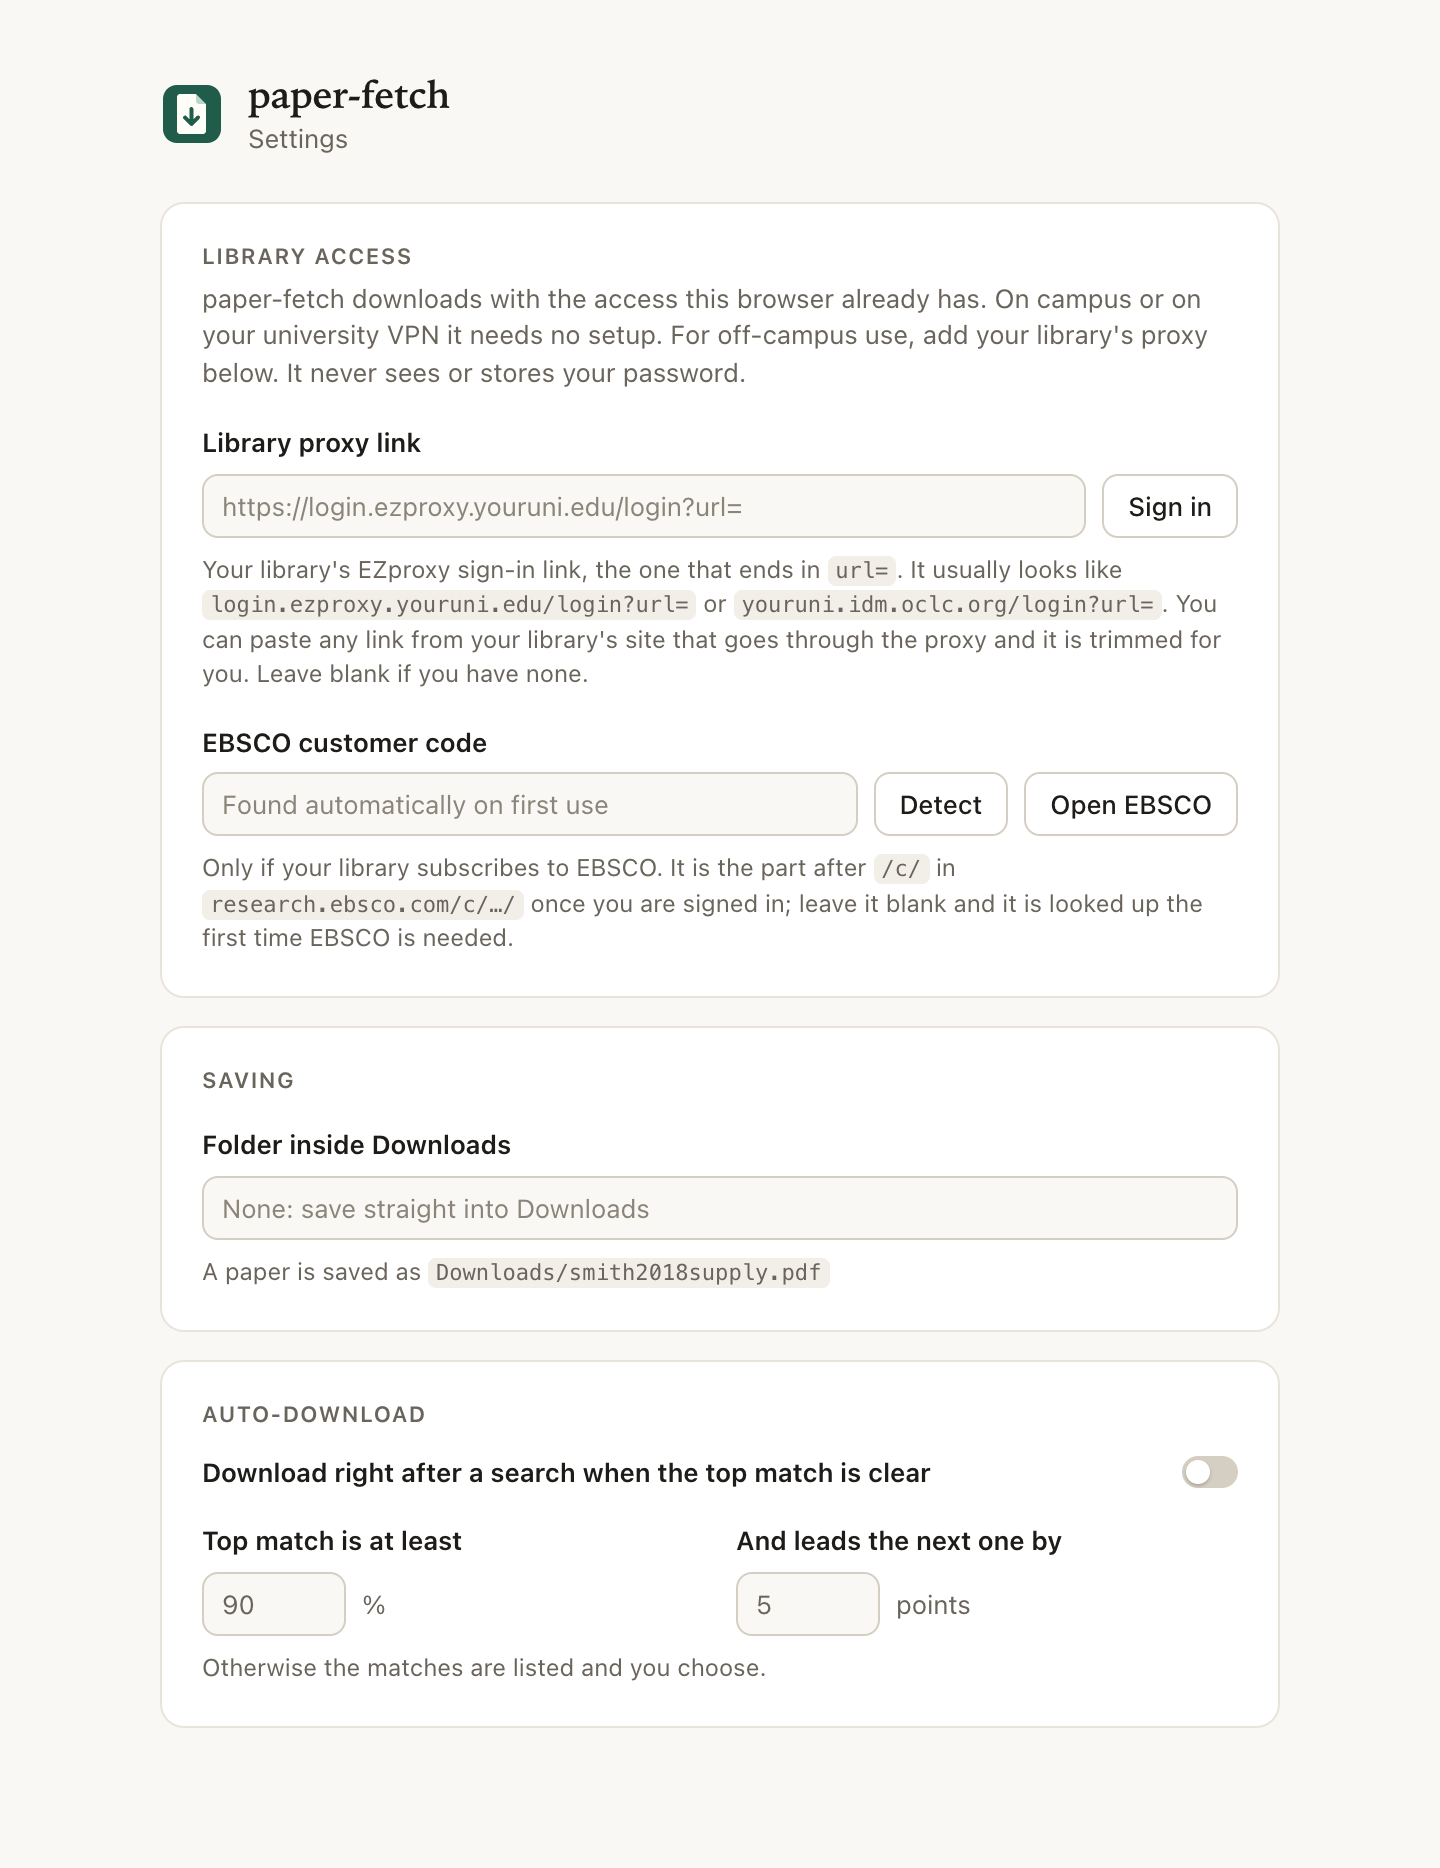 paper-fetch
Settings
LIBRARY ACCESS
paper-fetch downloads with the access this browser already has. On campus or on
your university VPN it needs no setup. For off-campus use, add your library's proxy
below. It never sees or stores your password.
Library proxy link
https://login.ezproxy.youruni.edu/login?url=
Sign in
Your library's EZproxy sign-in link, the one that ends in url=. It usually looks like
login.ezproxy.youruni.edu/login?url= or youruni.idm.oclc.org/login?url=. You
can paste any link from your library's site that goes through the proxy and it is trimmed for
you. Leave blank if you have none.
EBSCO customer code
Found automatically on first use
Detect
Open EBSCO
Only if your library subscribes to EBSCO. It is the part after /c/ in
research.ebsco.com/c/…/ once you are signed in; leave it blank and it is looked up the
first time EBSCO is needed.
SAVING
Folder inside Downloads
None: save straight into Downloads
A paper is saved as Downloads/smith2018supply.pdf
AUTO-DOWNLOAD
Download right after a search when the top match is clear
Top match is at least
And leads the next one by
90 %
5 points
Otherwise the matches are listed and you choose.